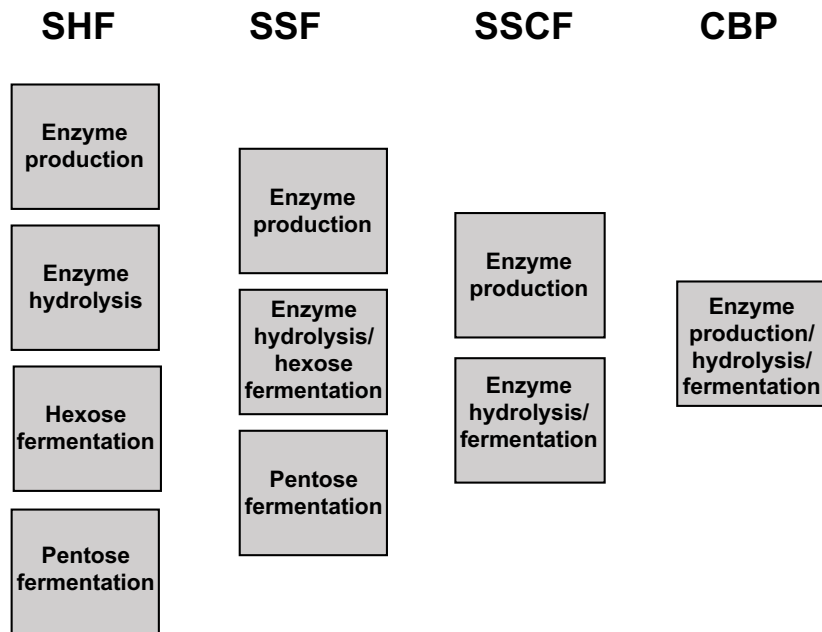 SHF
SSF
SSCF
CBP
Enzyme
production
Enzyme
hydrolysis
Hexose
fermentation
Pentose
fermentation
Enzyme
production
Enzyme
hydrolysis/
hexose
fermentation
Pentose
fermentation
Enzyme
production
Enzyme
hydrolysis/
fermentation
Enzyme
production/
hydrolysis/
fermentation